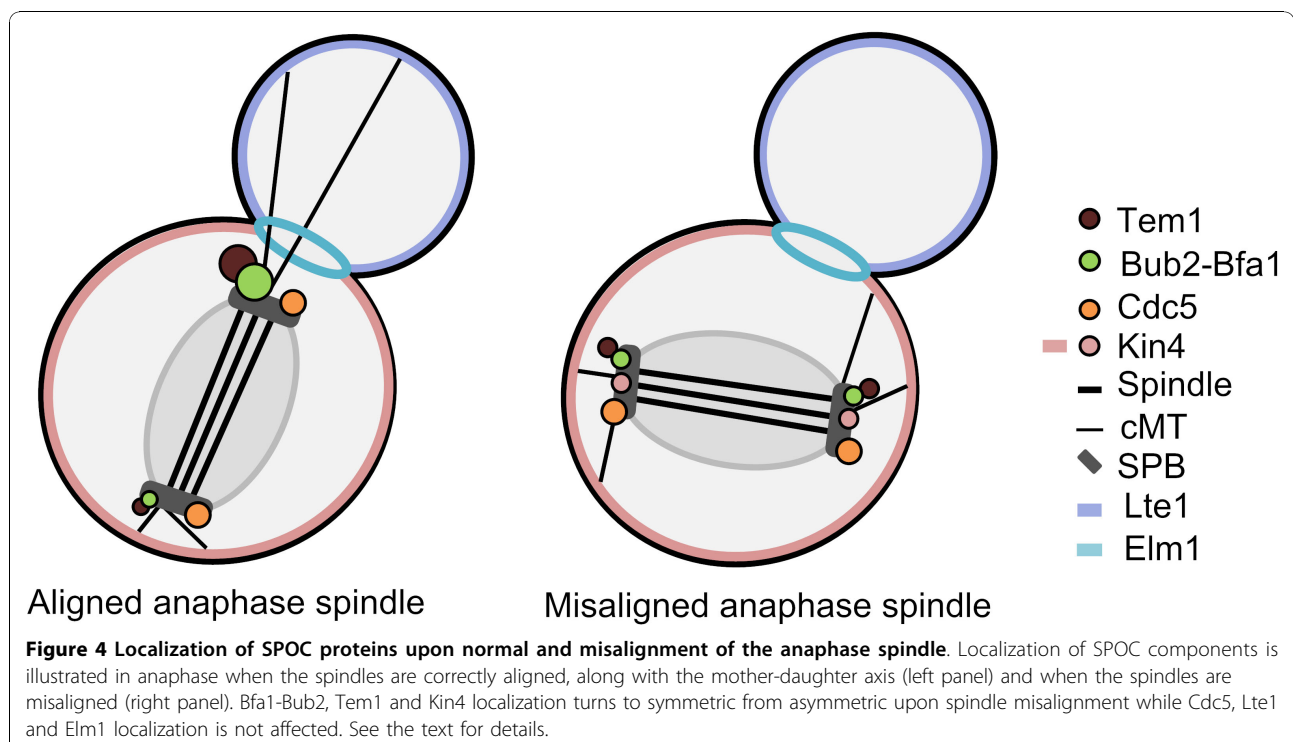 Tem1
Bub2-Bfa1
Cdc5
Kin4
Spindle
cMT
SPB
Lte1
Elm1
Aligned anaphase spindle
Misaligned anaphase spindle
Figure 4 Localization of SPOC proteins upon normal and misalignment of the anaphase spindle. Localization of SPOC components is
illustrated in anaphase when the spindles are correctly aligned, along with the mother-daughter axis (left panel) and when the spindles are
misaligned (right panel). Bfa1-Bub2, Tem1 and Kin4 localization turns to symmetric from asymmetric upon spindle misalignment while Cdc5, Lte1
and Elm1 localization is not affected. See the text for details.